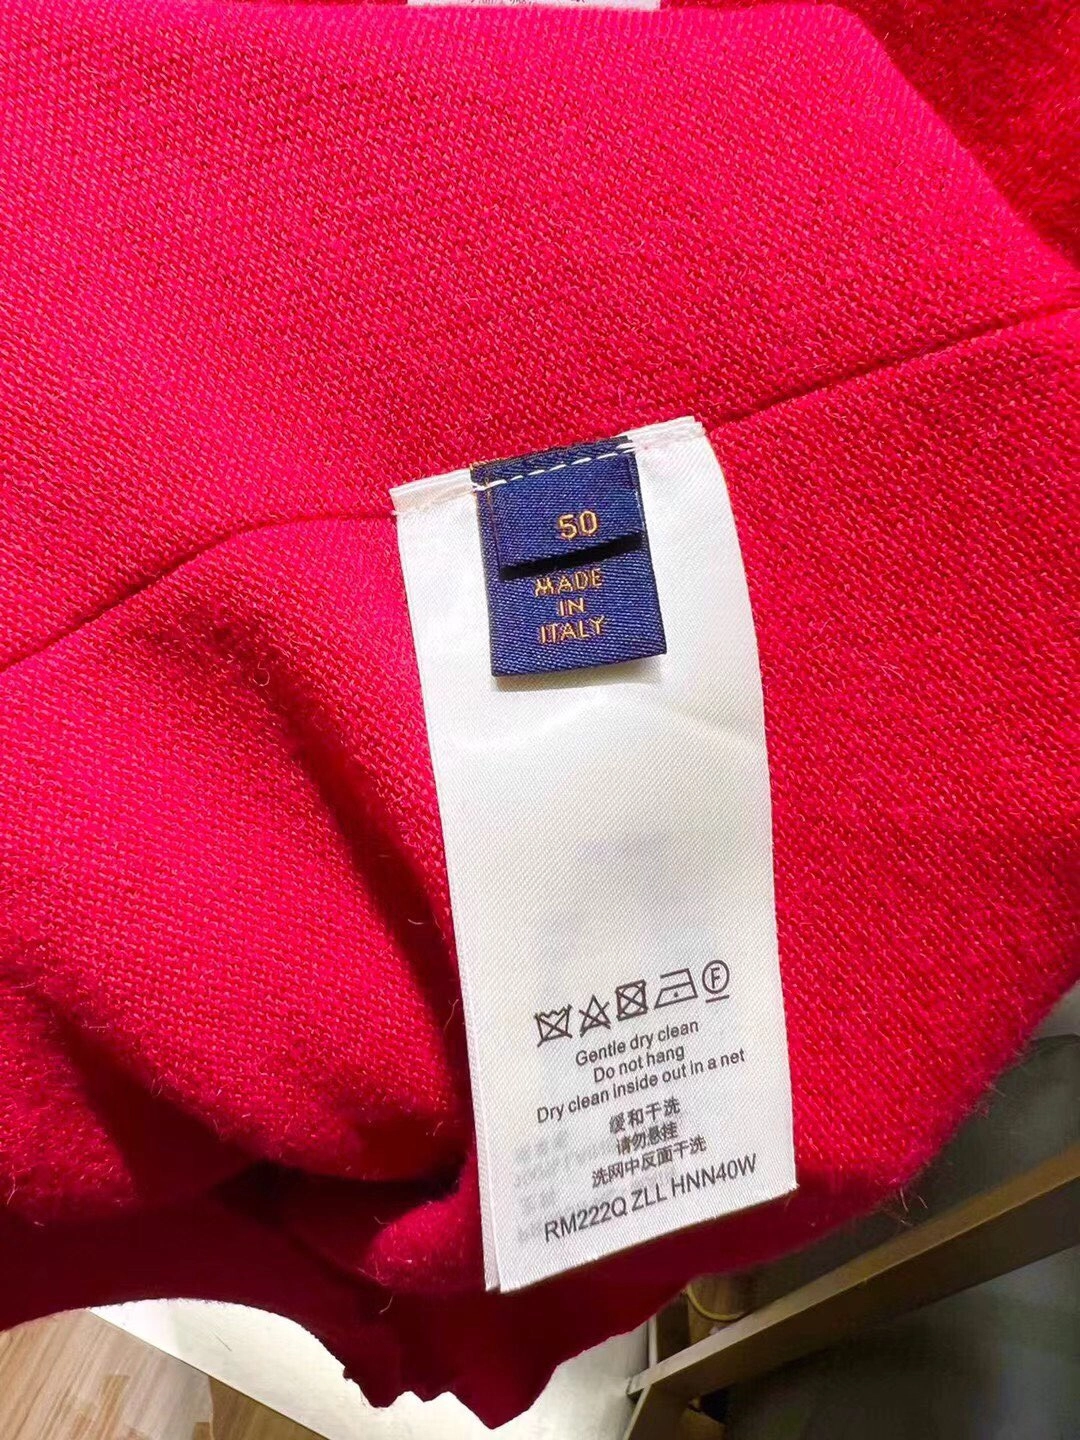 50
MADE
IN
ITALY
F
Gentle dry clean
Do not hang
Dry clean inside out in a net
缓和干洗
请勿悬挂
洗网中反面干洗
RM222Q ZLL HNN40W